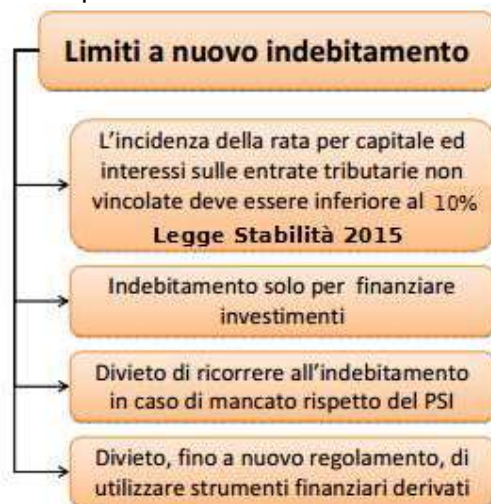 Limiti a nuovo indebitamento
L'incidenza della rata per capitale ed
interessi sulle entrate tributarie non
vincolate deve essere inferiore al 10%
Legge Stabilità 2015
Indebitamento solo per finanziare
investimenti
Divieto di ricorrere all'indebitamento
in caso di mancato rispetto del PSI
Divieto, fino a nuovo regolamento, di
utilizzare strumenti finanziari derivati